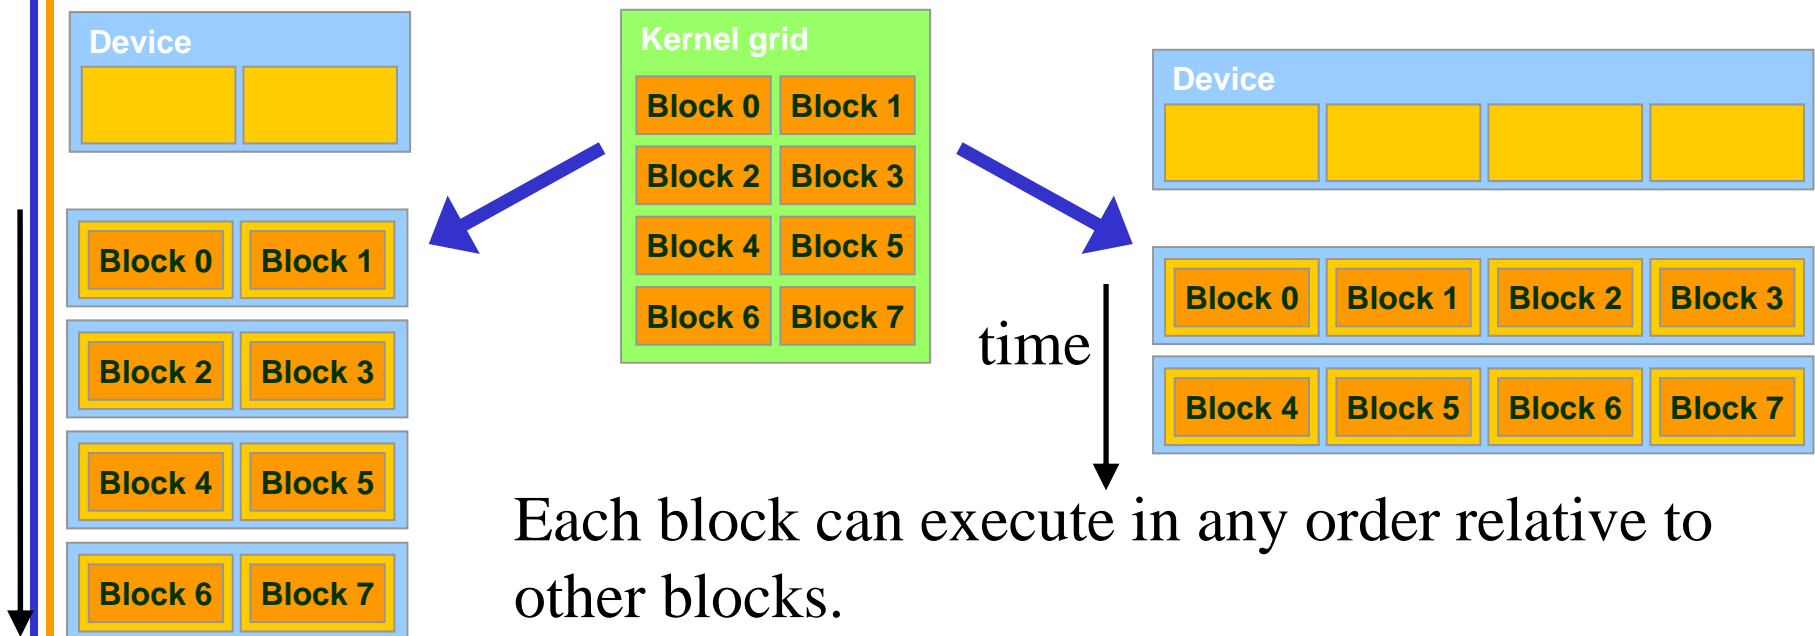 Device
Block 0 Block 1
Block 2 Block 3
Block 4 Block 5
Block 6 Block 7
Kernel grid
Block 0 Block 1
Block 2 Block 3
Block 4 Block 5
Block 6 Block 7
Device
time
Block 0 Block 1 Block 2 Block 3
Block 4 Block 5 Block 6 Block 7
Each block can execute in any order relative to
other blocks.